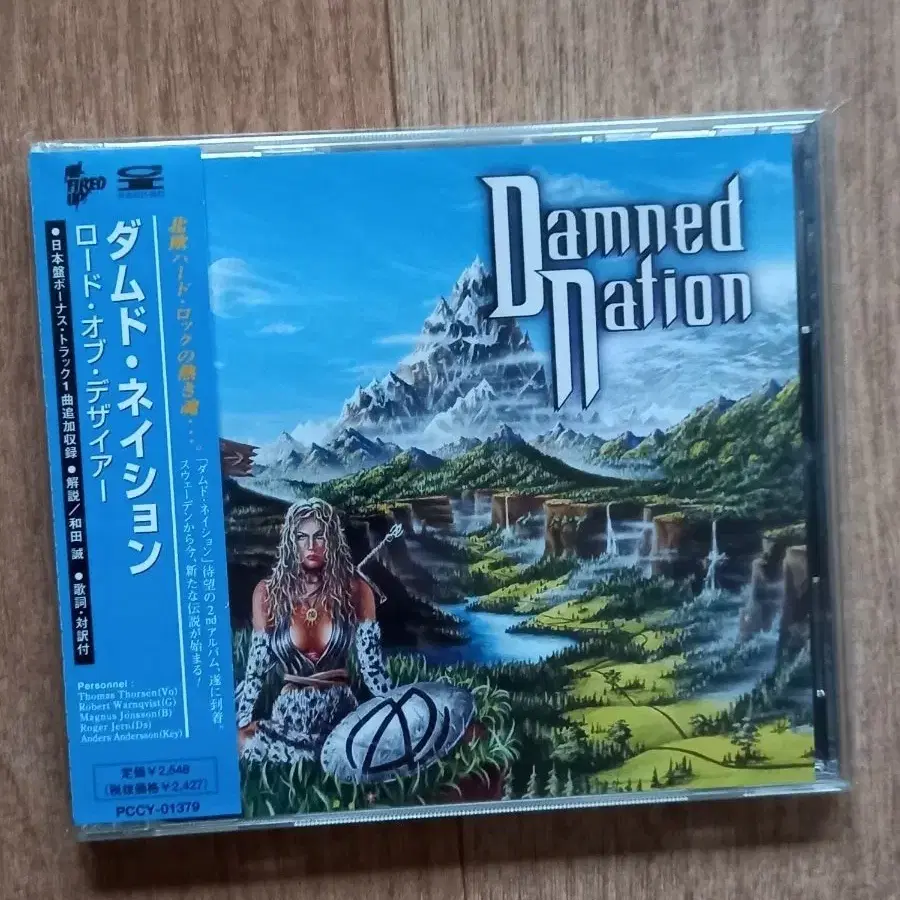 FIRED UP
ダムド・ネイション
ロード・オブ・デザイアー
●日本盤ボーナス・トラック1曲追加収録 ●解説/和田 誠 ●歌詞・対訳付
北欧ハード・ロックの熱き魂・・・。
「ダムド・ネイション」待望の2ndアルバム、遂に到着。
スウェーデンから今、新たな伝説が始まる!
Personnel :
Thomas Thorsen(Vo)
Robert Warnqvist(G)
Magnus Jonsson(B)
Roger Jern(Ds)
Anders Andersson(Key)
定価¥2,548
(税抜価格¥2,427)
PCCY-01379
Damned
Nation